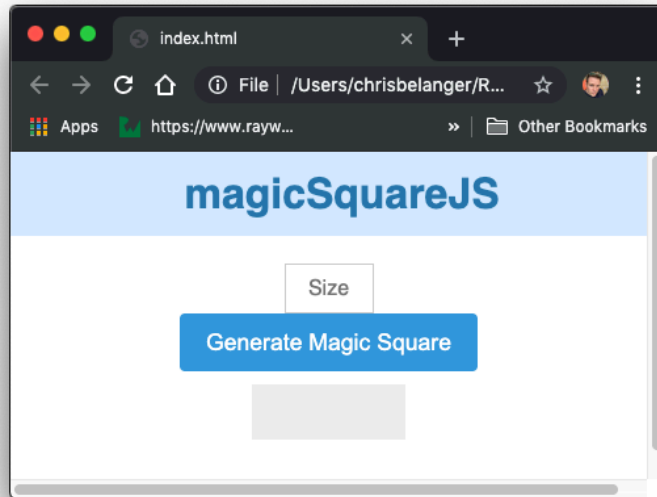 index.html
File | /Users/chrisbelanger/R...
Apps https://www.rayw... » Other Bookmarks
magicSquareJS
Size
Generate Magic Square